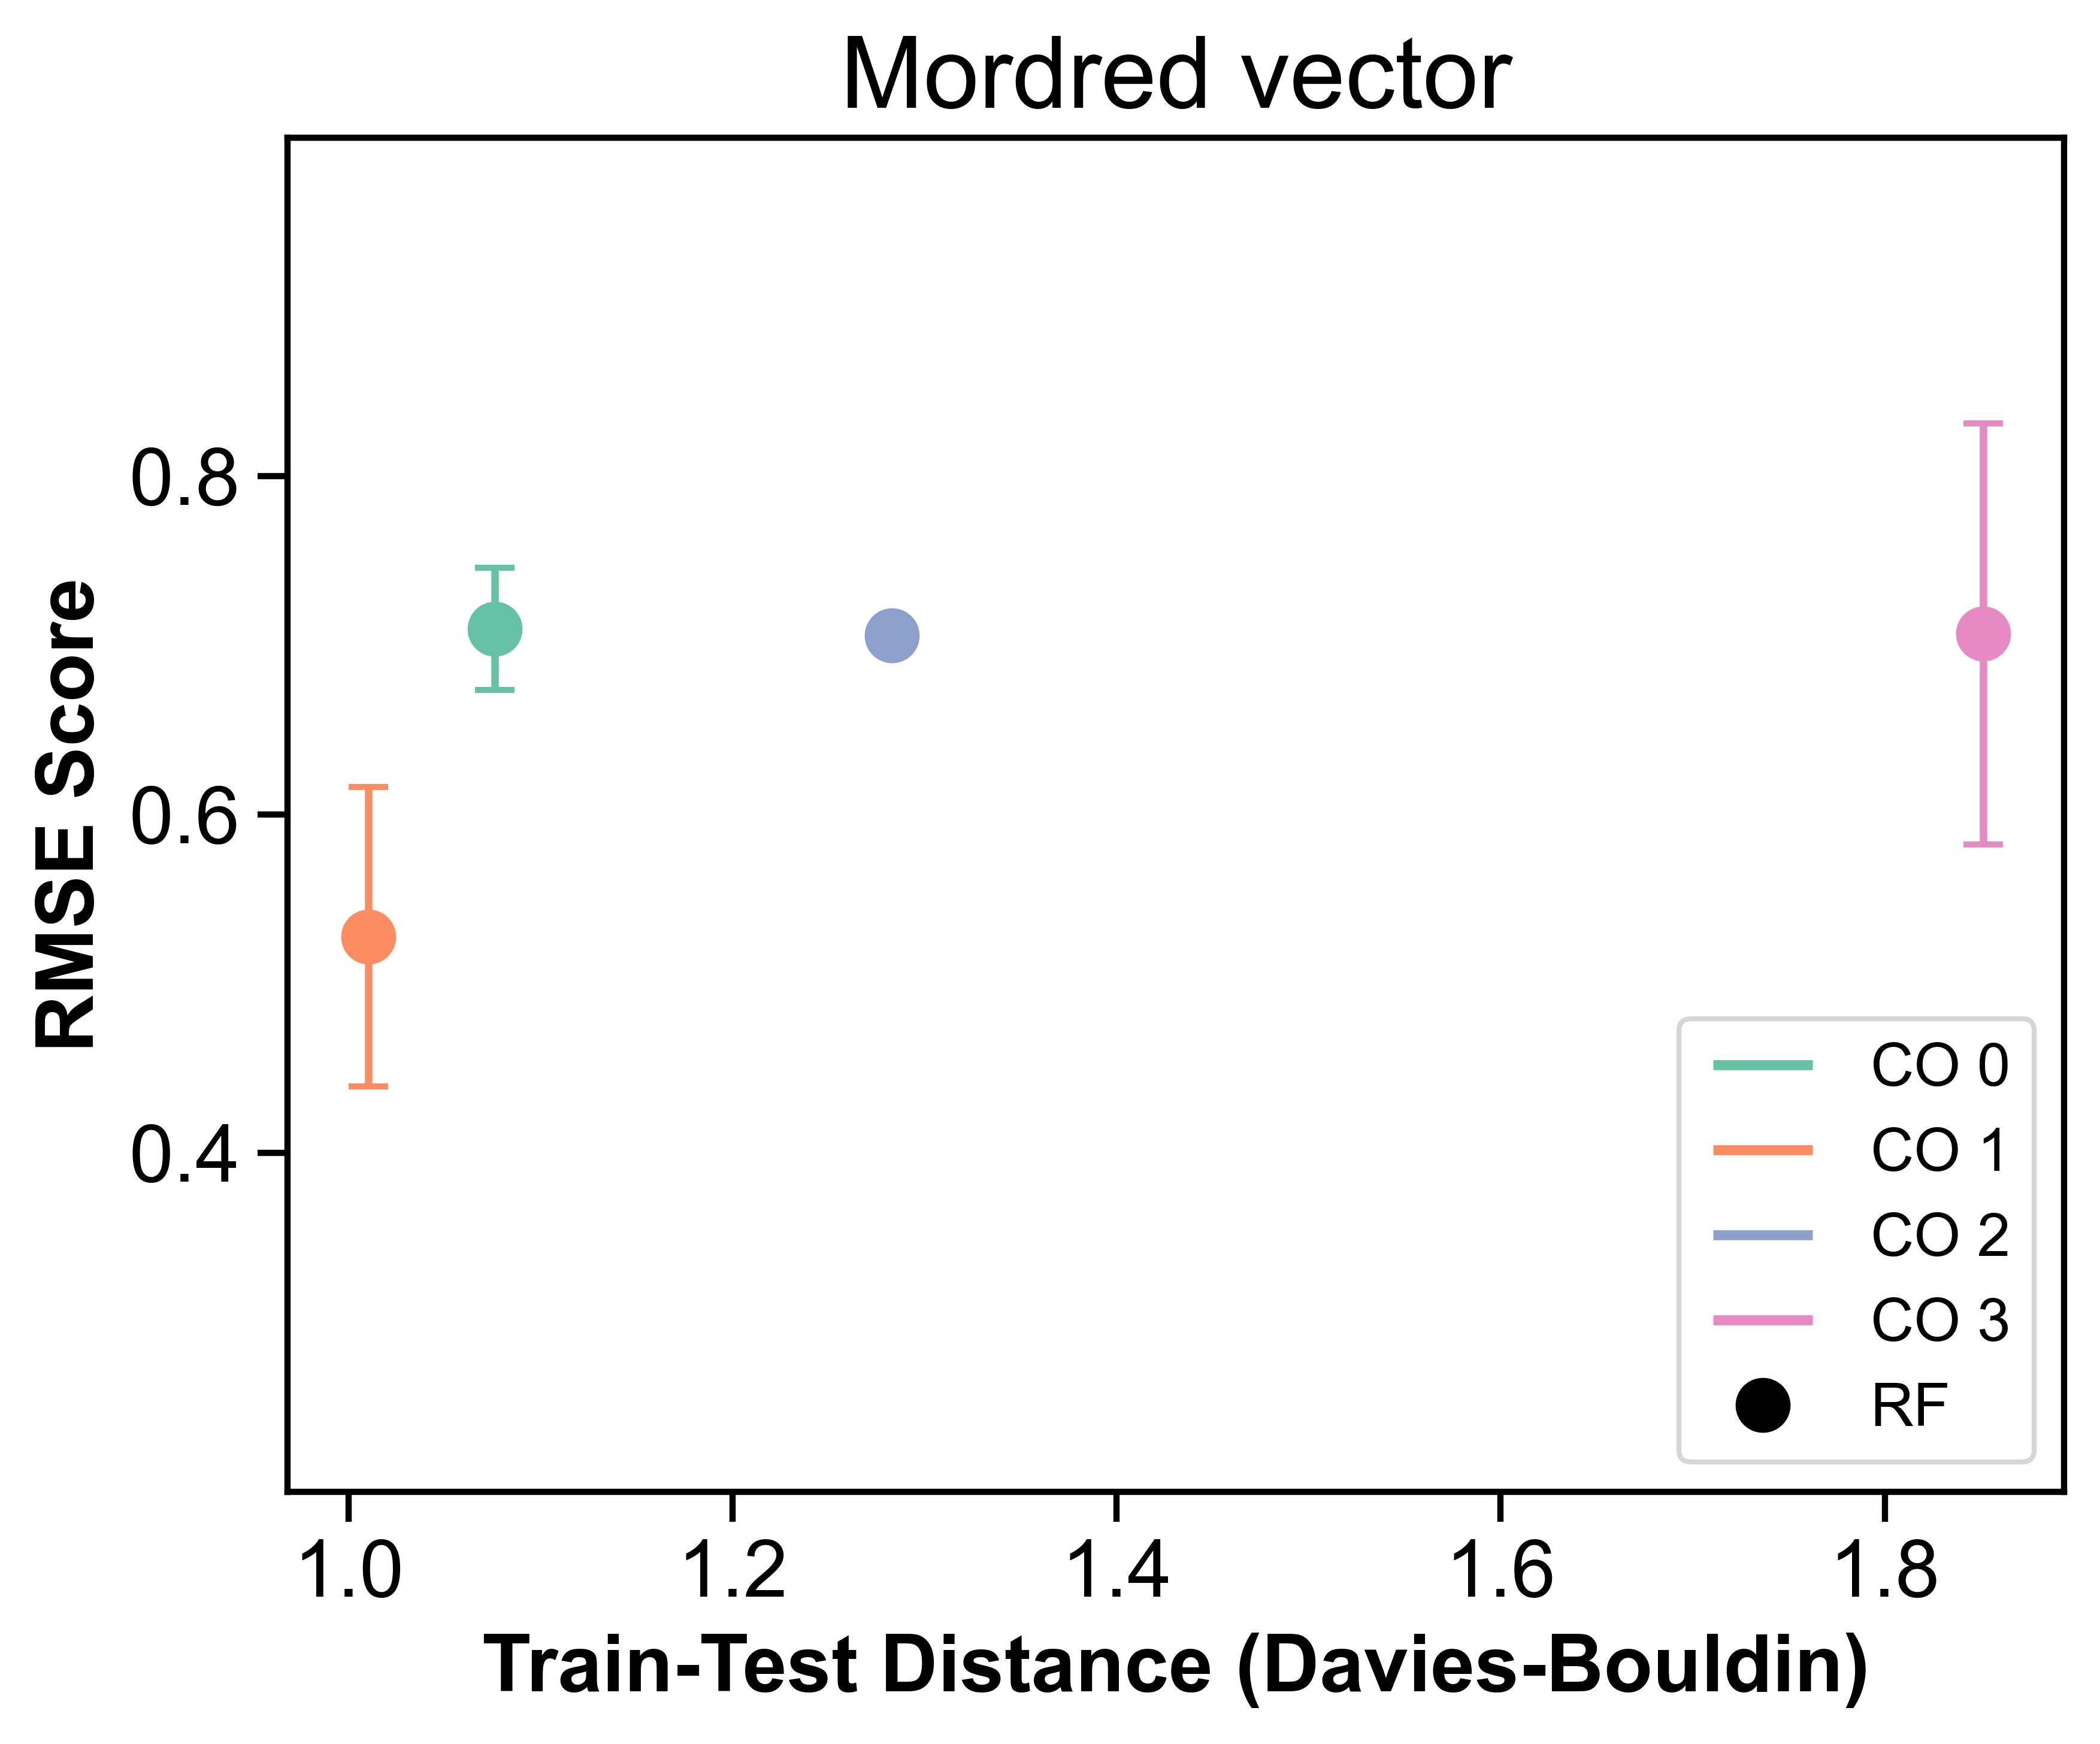 Mordred vector
RMSE Score
0.8
0.6
0.4
CO 0
CO 1
CO 2
CO 3
RF
1.0 1.2 1.4 1.6 1.8
Train-Test Distance (Davies-Bouldin)